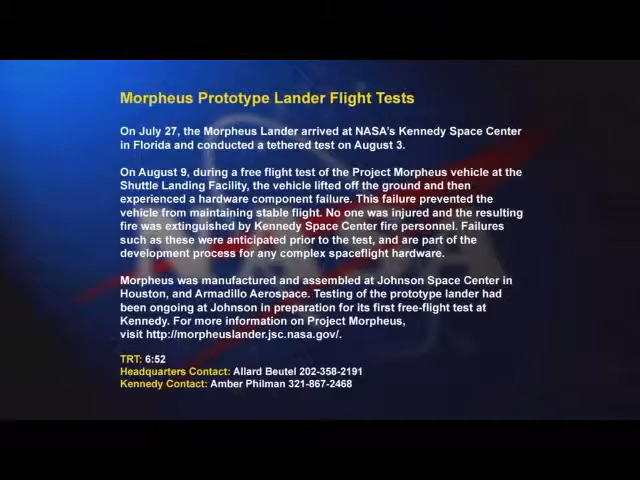 Morpheus Prototype Lander Flight Tests
On July 27, the Morpheus Lander arrived at NASA's Kennedy Space Center
in Florida and conducted a tethered test on August 3.
On August 9, during a free flight test of the Project Morpheus vehicle at the
Shuttle Landing Facility, the vehicle lifted off the ground and then
experienced a hardware component failure. This failure prevented the
vehicle from maintaining stable flight. No one was injured and the resulting
fire was extinguished by Kennedy Space Center fire personnel. Failures
such as these were anticipated prior to the test, and are part of the
development process for any complex spaceflight hardware.
Morpheus was manufactured and assembled at Johnson Space Center in
Houston, and Armadillo Aerospace. Testing of the prototype lander had
been ongoing at Johnson in preparation for its first free-flight test at
Kennedy. For more information on Project Morpheus,
visit http://morpheuslander.jsc.nasa.gov/.
TRT: 6:52
Headquarters Contact: Allard Beutel 202-358-2191
Kennedy Contact: Amber Philman 321-867-2468